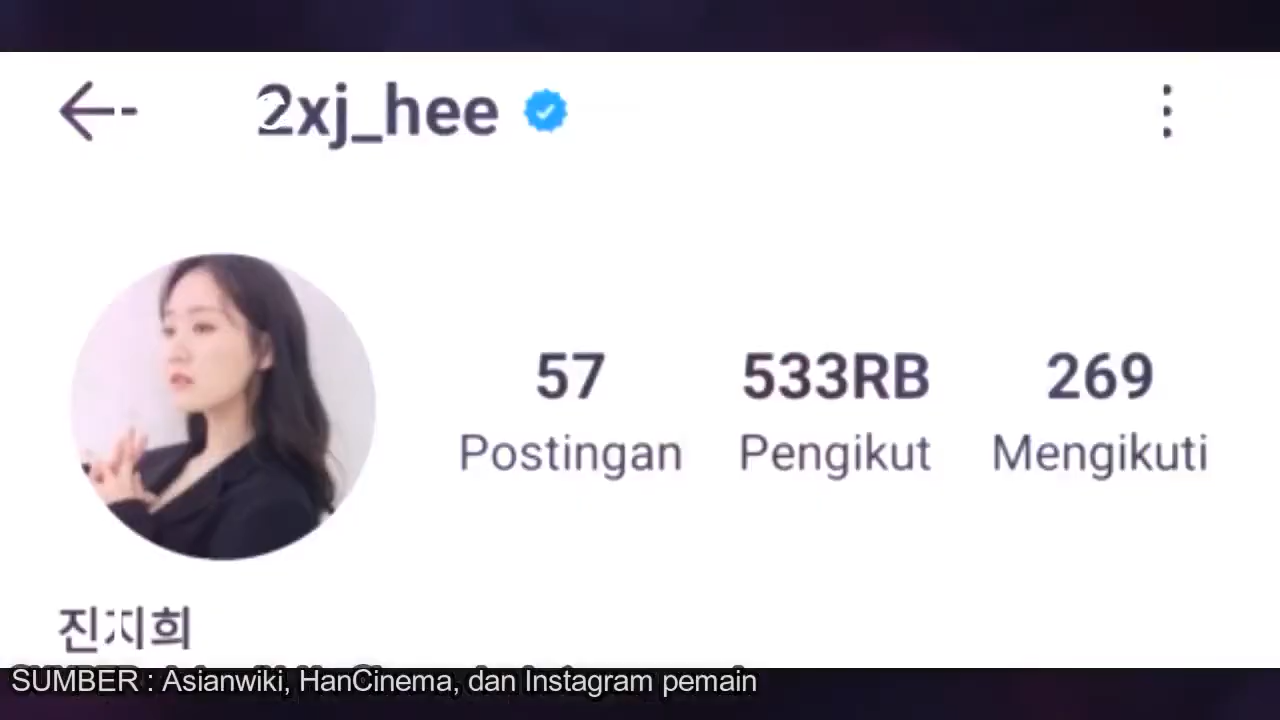 2xj_hee
57 533RB 269
Postingan Pengikut Mengikuti
진지희
SUMBER : Asianwiki, HanCinema, dan Instagram pemain